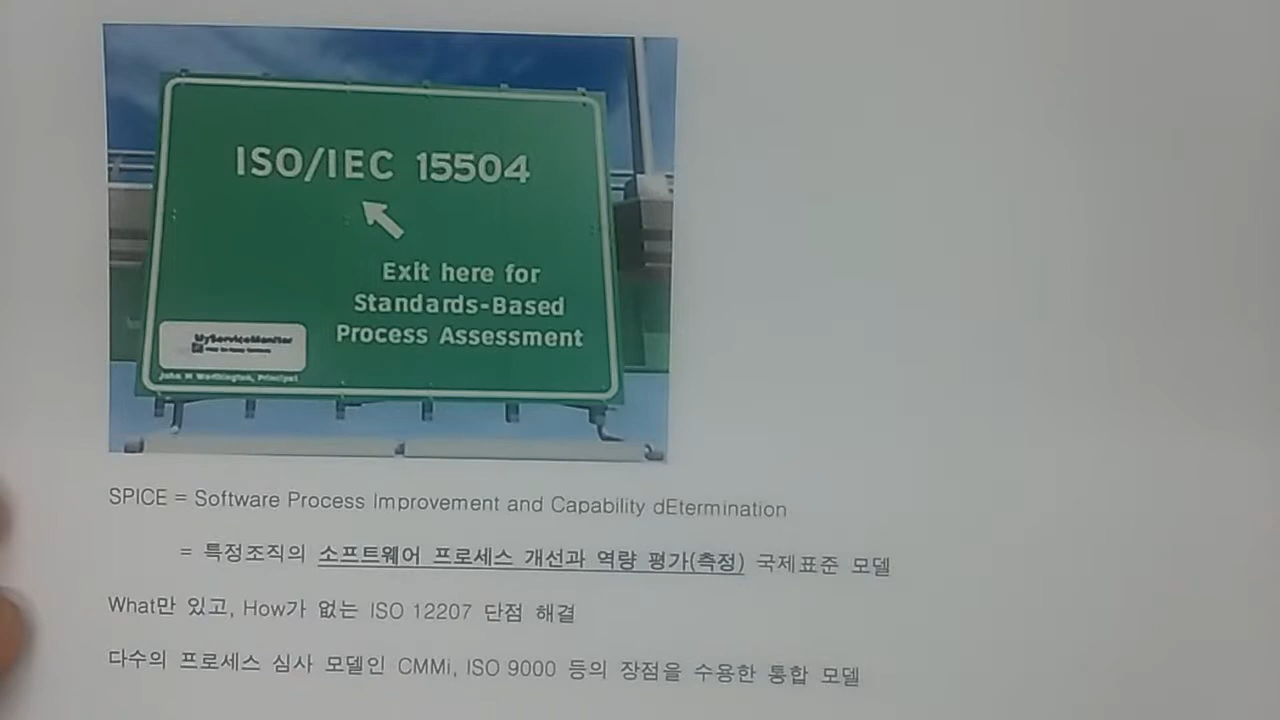 ISO/IEC 15504
Exit here for
Standards-Based
Process Assessment
MyServiceMonitor
John M Worthington, Principal
SPICE = Software Process Improvement and Capability dEtermination
= 특정조직의 소프트웨어 프로세스 개선과 역량 평가(측정) 국제표준 모델
What만 있고, How가 없는 ISO 12207 단점 해결
다수의 프로세스 심사 모델인 CMMi, ISO 9000 등의 장점을 수용한 통합 모델